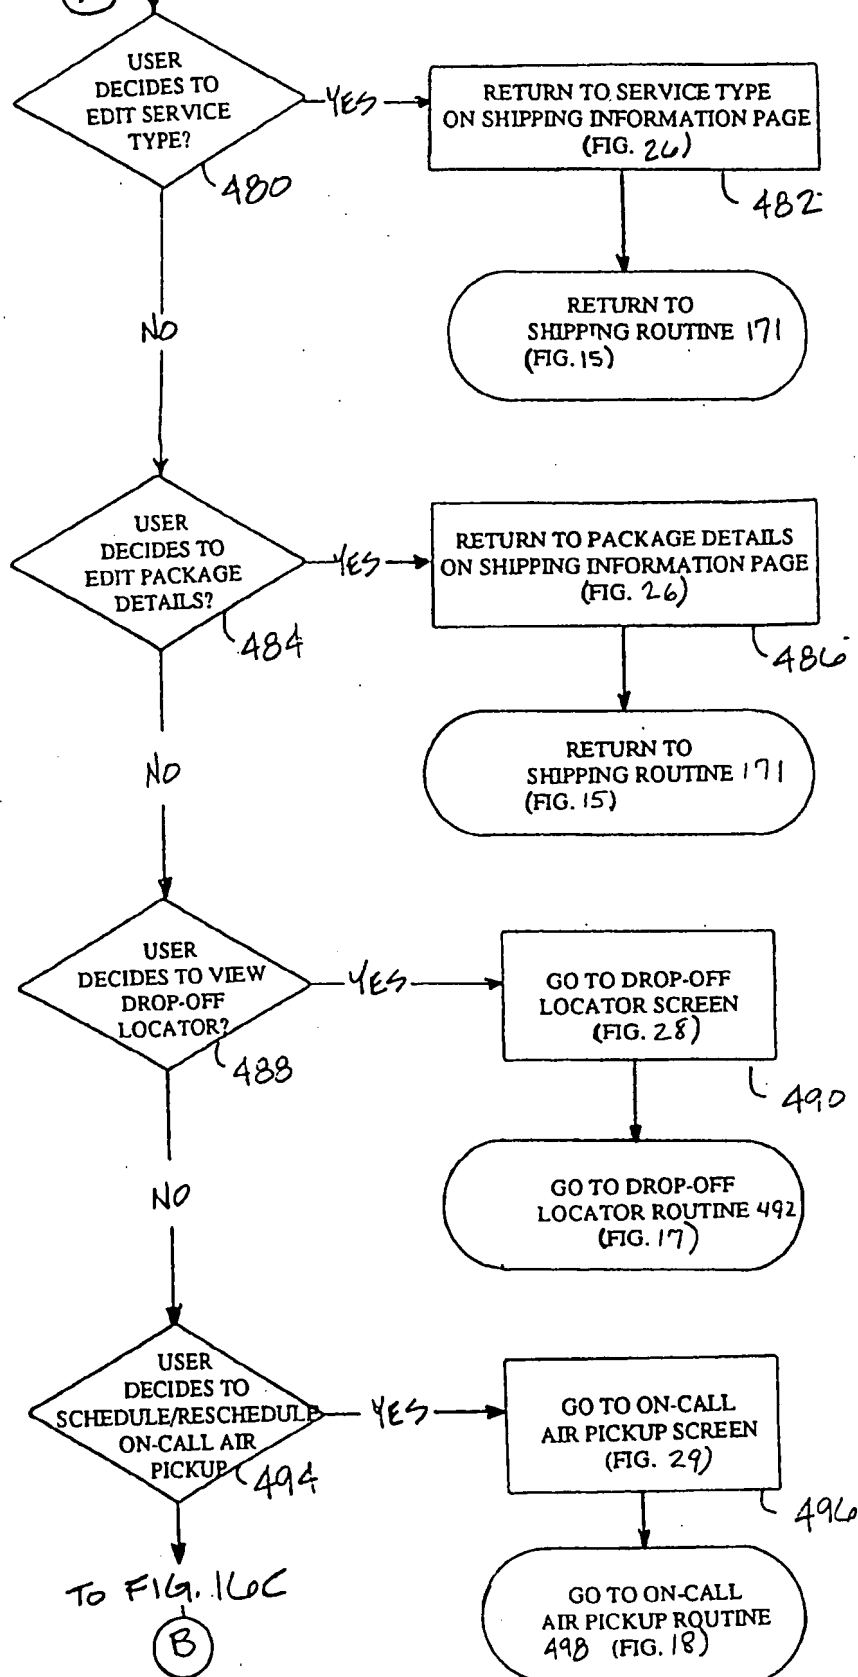 USER
DECIDES TO
EDIT SERVICE
TYPE?
480
YES
RETURN TO SERVICE TYPE
ON SHIPPING INFORMATION PAGE
(FIG. 26)
482
RETURN TO
SHIPPING ROUTINE 171
(FIG. 15)
NO
USER
DECIDES TO
EDIT PACKAGE
DETAILS?
484
YES
RETURN TO PACKAGE DETAILS
ON SHIPPING INFORMATION PAGE
(FIG. 26)
486
RETURN TO
SHIPPING ROUTINE 171
(FIG. 15)
NO
USER
DECIDES TO VIEW
DROP-OFF
LOCATOR?
488
YES
GO TO DROP-OFF
LOCATOR SCREEN
(FIG. 28)
490
GO TO DROP-OFF
LOCATOR ROUTINE 492
(FIG. 17)
NO
USER
DECIDES TO
SCHEDULE/RESCHEDULE
ON-CALL AIR
PICKUP
494
YES
GO TO ON-CALL
AIR PICKUP SCREEN
(FIG. 29)
496
GO TO ON-CALL
AIR PICKUP ROUTINE
498 (FIG. 18)
TO FIG. 16C
B